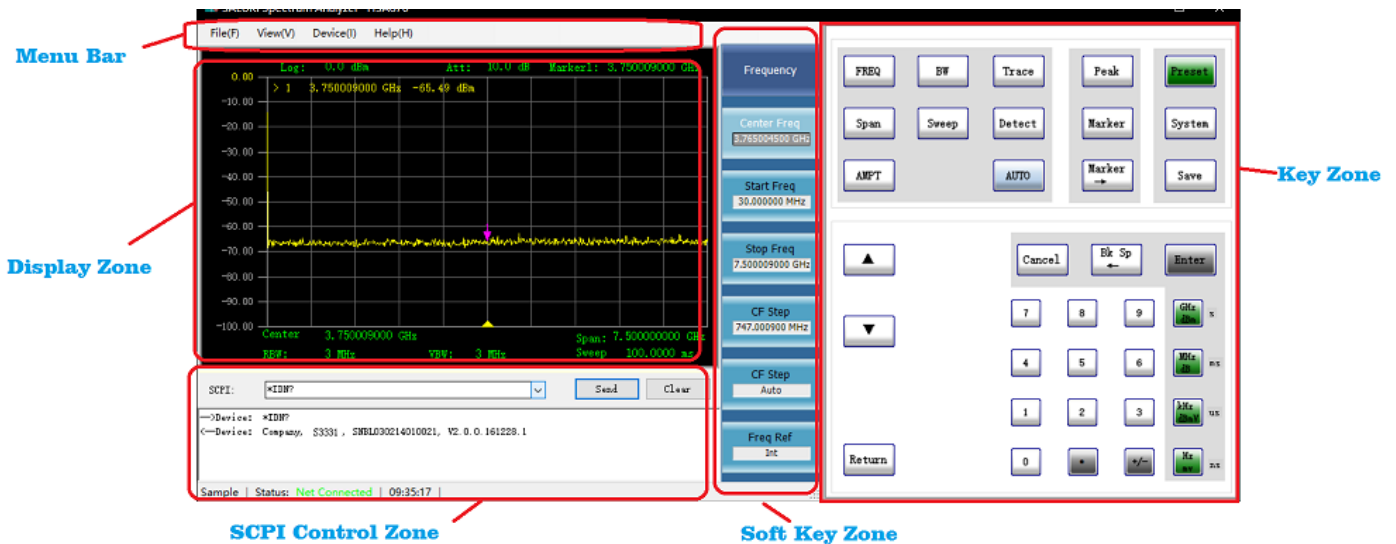 File(F) View(V) Device(I) Help(H)
Menu Bar
Log: 0.0 dBm Att: 10.0 dB Marker1: 3.750009000 GHz
0.00
> 1 3.750009000 GHz -65.49 dBm
-10.00
-20.00
-30.00
-40.00
-50.00
-60.00
-70.00
-80.00
-90.00
-100.00
Center 3.750009000 GHz Span: 7.500000000 GHz
RBW: 3 MHz VBW: 3 MHz Sweep 100.0000 ms
Display Zone
SCPI: *IDN? Send Clear
-->Device: *IDN?
<--Device: Company, S3331, SNBL030214010021, V2.0.0.161228.1
Sample | Status: Net Connected | 09:35:17 |
SCPI Control Zone
Frequency
Center Freq
3.765004500 GHz
Start Freq
30.000000 MHz
Stop Freq
7.500009000 GHz
CF Step
747.000900 MHz
CF Step
Auto
Freq Ref
Int
Soft Key Zone
FREQ BW Trace Peak Preset
Span Sweep Detect Marker System
AMPT AUTO Marker → Save
Key Zone
▲ Cancel Bk Sp ← Enter
7 8 9 GHz dBm s
▼
4 5 6 MHz dB ms
1 2 3 kHz dBmV us
Return 0 • +/- Hz mv ns